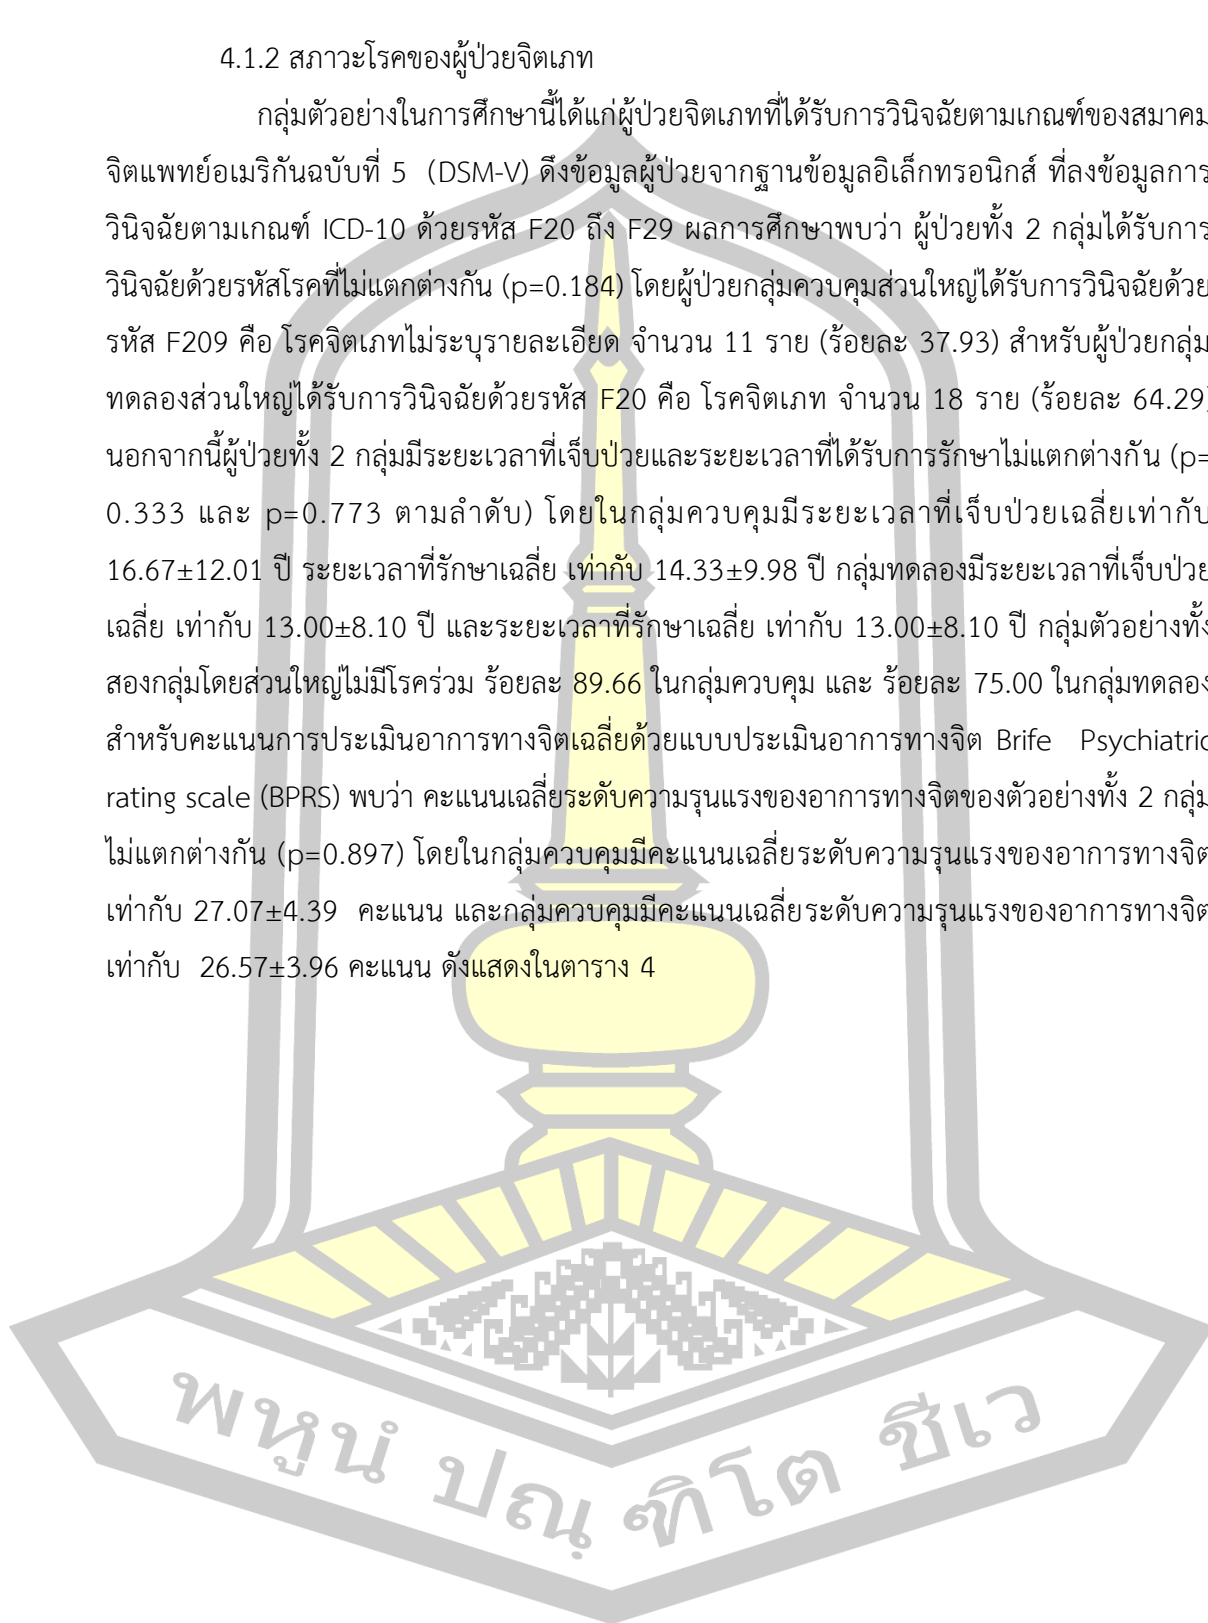 4.1.2 สภาวะโรคของผู้ป่วยจิตเภท
กลุ่มตัวอย่างในการศึกษานี้ได้แก่ผู้ป่วยจิตเภทที่ได้รับการวินิจฉัยตามเกณฑ์ของสมาคม
จิตแพทย์อเมริกันฉบับที่ 5 (DSM-V) ดึงข้อมูลผู้ป่วยจากฐานข้อมูลอิเล็กทรอนิกส์ ที่ลงข้อมูลการ
วินิจฉัยตามเกณฑ์ ICD-10 ด้วยรหัส F20 ถึง F29 ผลการศึกษาพบว่า ผู้ป่วยทั้ง 2 กลุ่มได้รับการ
วินิจฉัยด้วยรหัสโรคที่ไม่แตกต่างกัน (p=0.184) โดยผู้ป่วยกลุ่มควบคุมส่วนใหญ่ได้รับการวินิจฉัยด้วย
รหัส F209 คือ โรคจิตเภทไม่ระบุรายละเอียด จำนวน 11 ราย (ร้อยละ 37.93) สำหรับผู้ป่วยกลุ่ม
ทดลองส่วนใหญ่ได้รับการวินิจฉัยด้วยรหัส F20 คือ โรคจิตเภท จำนวน 18 ราย (ร้อยละ 64.29)
นอกจากนี้ผู้ป่วยทั้ง 2 กลุ่มมีระยะเวลาที่เจ็บป่วยและระยะเวลาที่ได้รับการรักษาไม่แตกต่างกัน (p=
0.333 และ p=0.773 ตามลำดับ) โดยในกลุ่มควบคุมมีระยะเวลาที่เจ็บป่วยเฉลี่ยเท่ากับ
16.67±12.01 ปี ระยะเวลาที่รักษาเฉลี่ย เท่ากับ 14.33±9.98 ปี กลุ่มทดลองมีระยะเวลาที่เจ็บป่วย
เฉลี่ย เท่ากับ 13.00±8.10 ปี และระยะเวลาที่รักษาเฉลี่ย เท่ากับ 13.00±8.10 ปี กลุ่มตัวอย่างทั้ง
สองกลุ่มโดยส่วนใหญ่ไม่มีโรคร่วม ร้อยละ 89.66 ในกลุ่มควบคุม และ ร้อยละ 75.00 ในกลุ่มทดลอง
สำหรับคะแนนการประเมินอาการทางจิตเฉลี่ยด้วยแบบประเมินอาการทางจิต Brife Psychiatric
rating scale (BPRS) พบว่า คะแนนเฉลี่ยระดับความรุนแรงของอาการทางจิตของตัวอย่างทั้ง 2 กลุ่ม
ไม่แตกต่างกัน (p=0.897) โดยในกลุ่มควบคุมมีคะแนนเฉลี่ยระดับความรุนแรงของอาการทางจิต
เท่ากับ 27.07±4.39 คะแนน และกลุ่มควบคุมมีคะแนนเฉลี่ยระดับความรุนแรงของอาการทางจิต
เท่ากับ 26.57±3.96 คะแนน ดังแสดงในตาราง 4
พหูนํ ปณฺฑิโต ชีเว